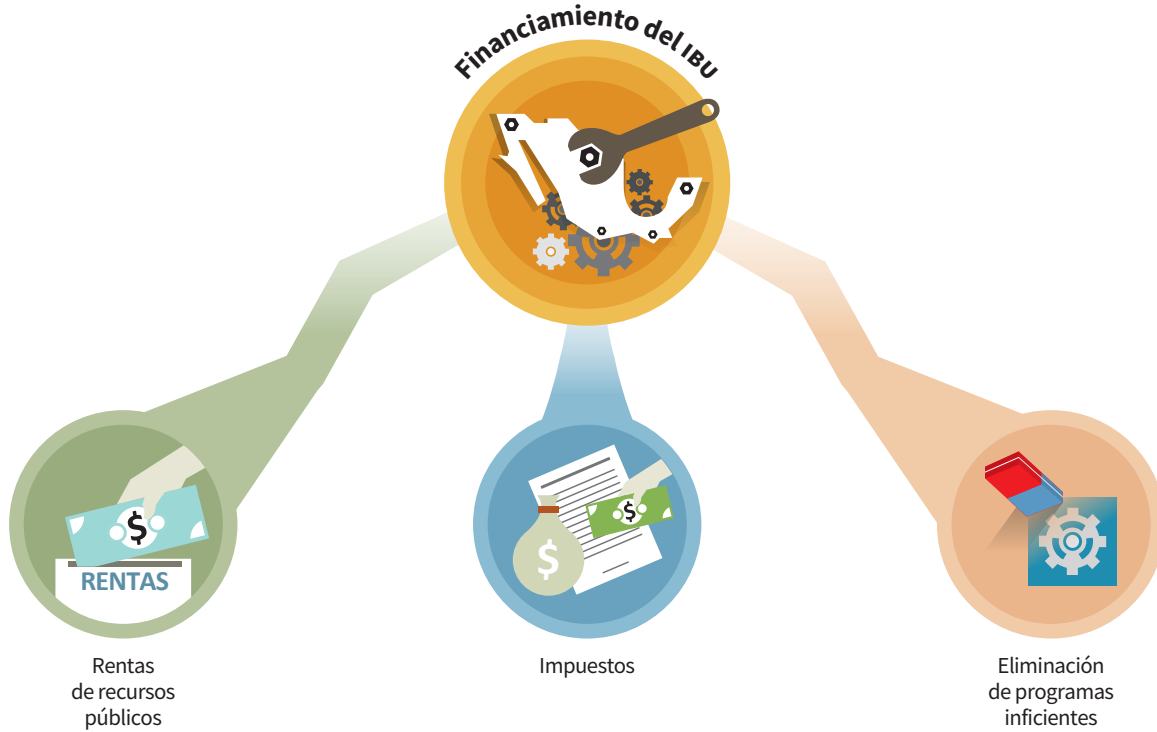 Financiamiento del IBU
$
RENTAS
$
$
Rentas
de recursos
públicos
Impuestos
Eliminación
de programas
inficientes